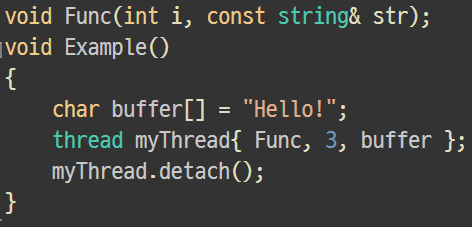 void Func(int i, const string& str);
void Example()
{
    char buffer[] = "Hello!";
    thread myThread{ Func, 3, buffer };
    myThread.detach();
}